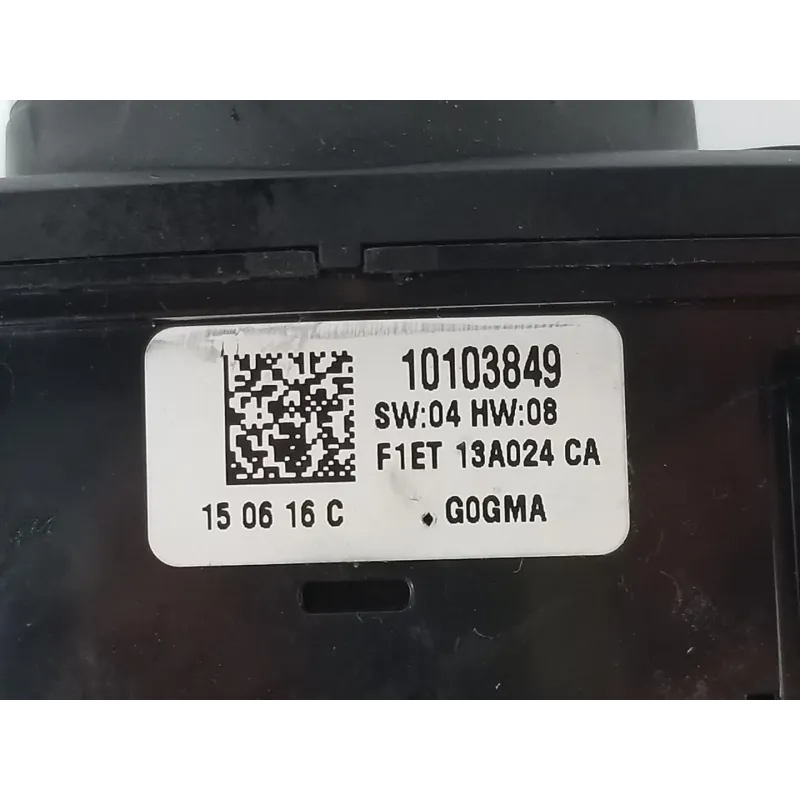 10103849
SW:04 HW:08
F1ET 13A024 CA
15 06 16 C
G0GMA